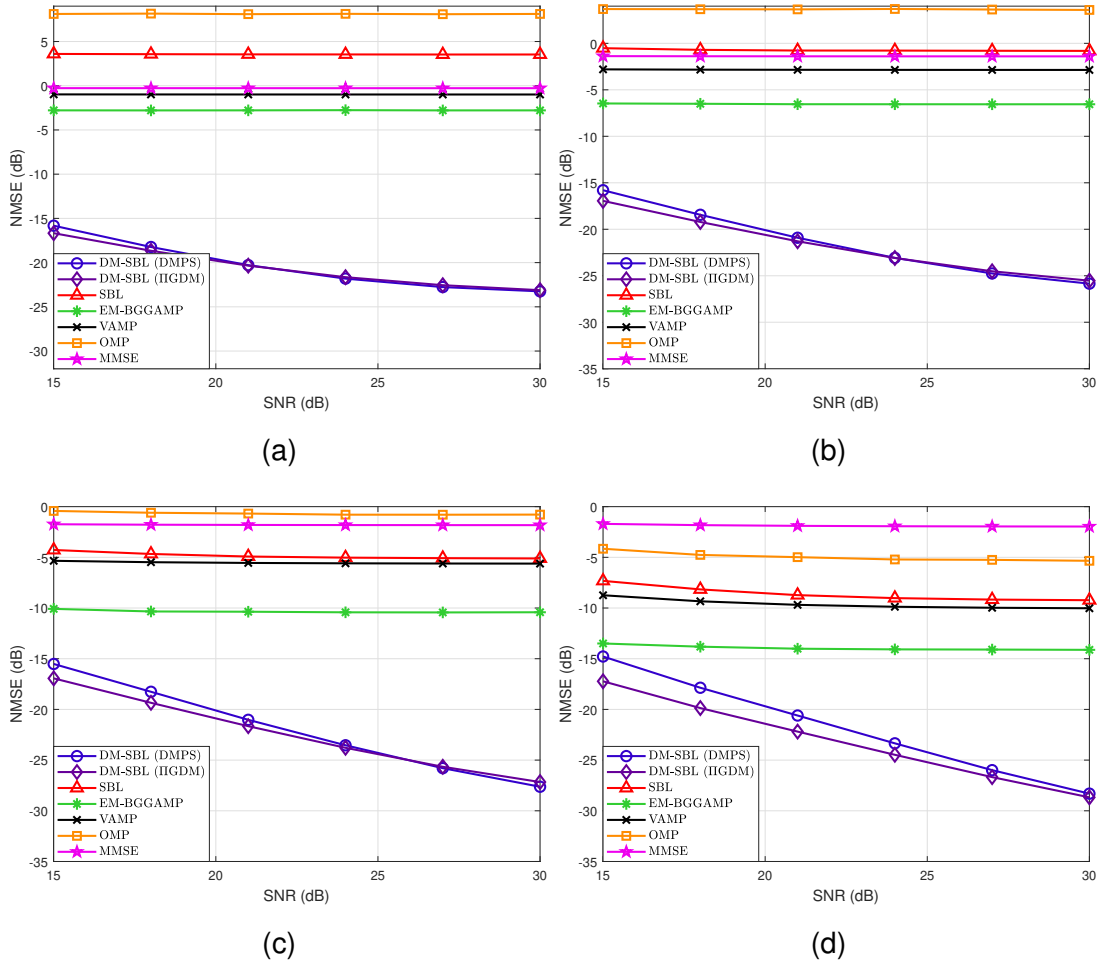 5
0
-5
-10
-15
-20
-25
-30
NMSE (dB)
DM-SBL (DMPS)
DM-SBL (ΠGDM)
SBL
EM-BGGAMP
VAMP
OMP
MMSE
15
20
25
30
SNR (dB)
(a)
0
-5
-10
-15
-20
-25
-30
-35
NMSE (dB)
DM-SBL (DMPS)
DM-SBL (ΠGDM)
SBL
EM-BGGAMP
VAMP
OMP
MMSE
15
20
25
30
SNR (dB)
(b)
0
-5
-10
-15
-20
-25
-30
-35
NMSE (dB)
DM-SBL (DMPS)
DM-SBL (ΠGDM)
SBL
EM-BGGAMP
VAMP
OMP
MMSE
15
20
25
30
SNR (dB)
(c)
0
-5
-10
-15
-20
-25
-30
-35
NMSE (dB)
DM-SBL (DMPS)
DM-SBL (ΠGDM)
SBL
EM-BGGAMP
VAMP
OMP
MMSE
15
20
25
30
SNR (dB)
(d)